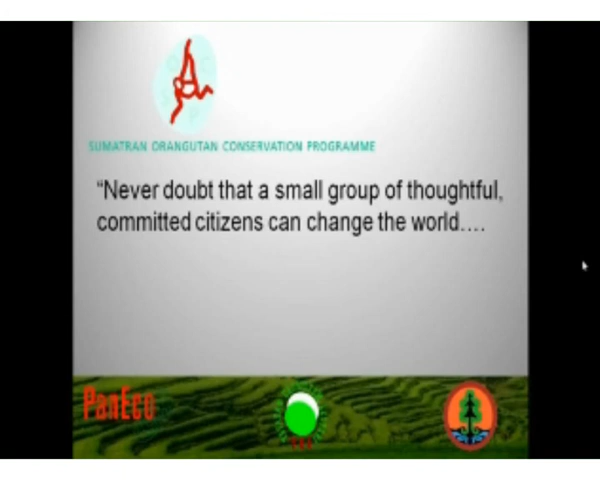 SUMATRAN ORANGUTAN CONSERVATION PROGRAMME
"Never doubt that a small group of thoughtful,
committed citizens can change the world....
PanEco